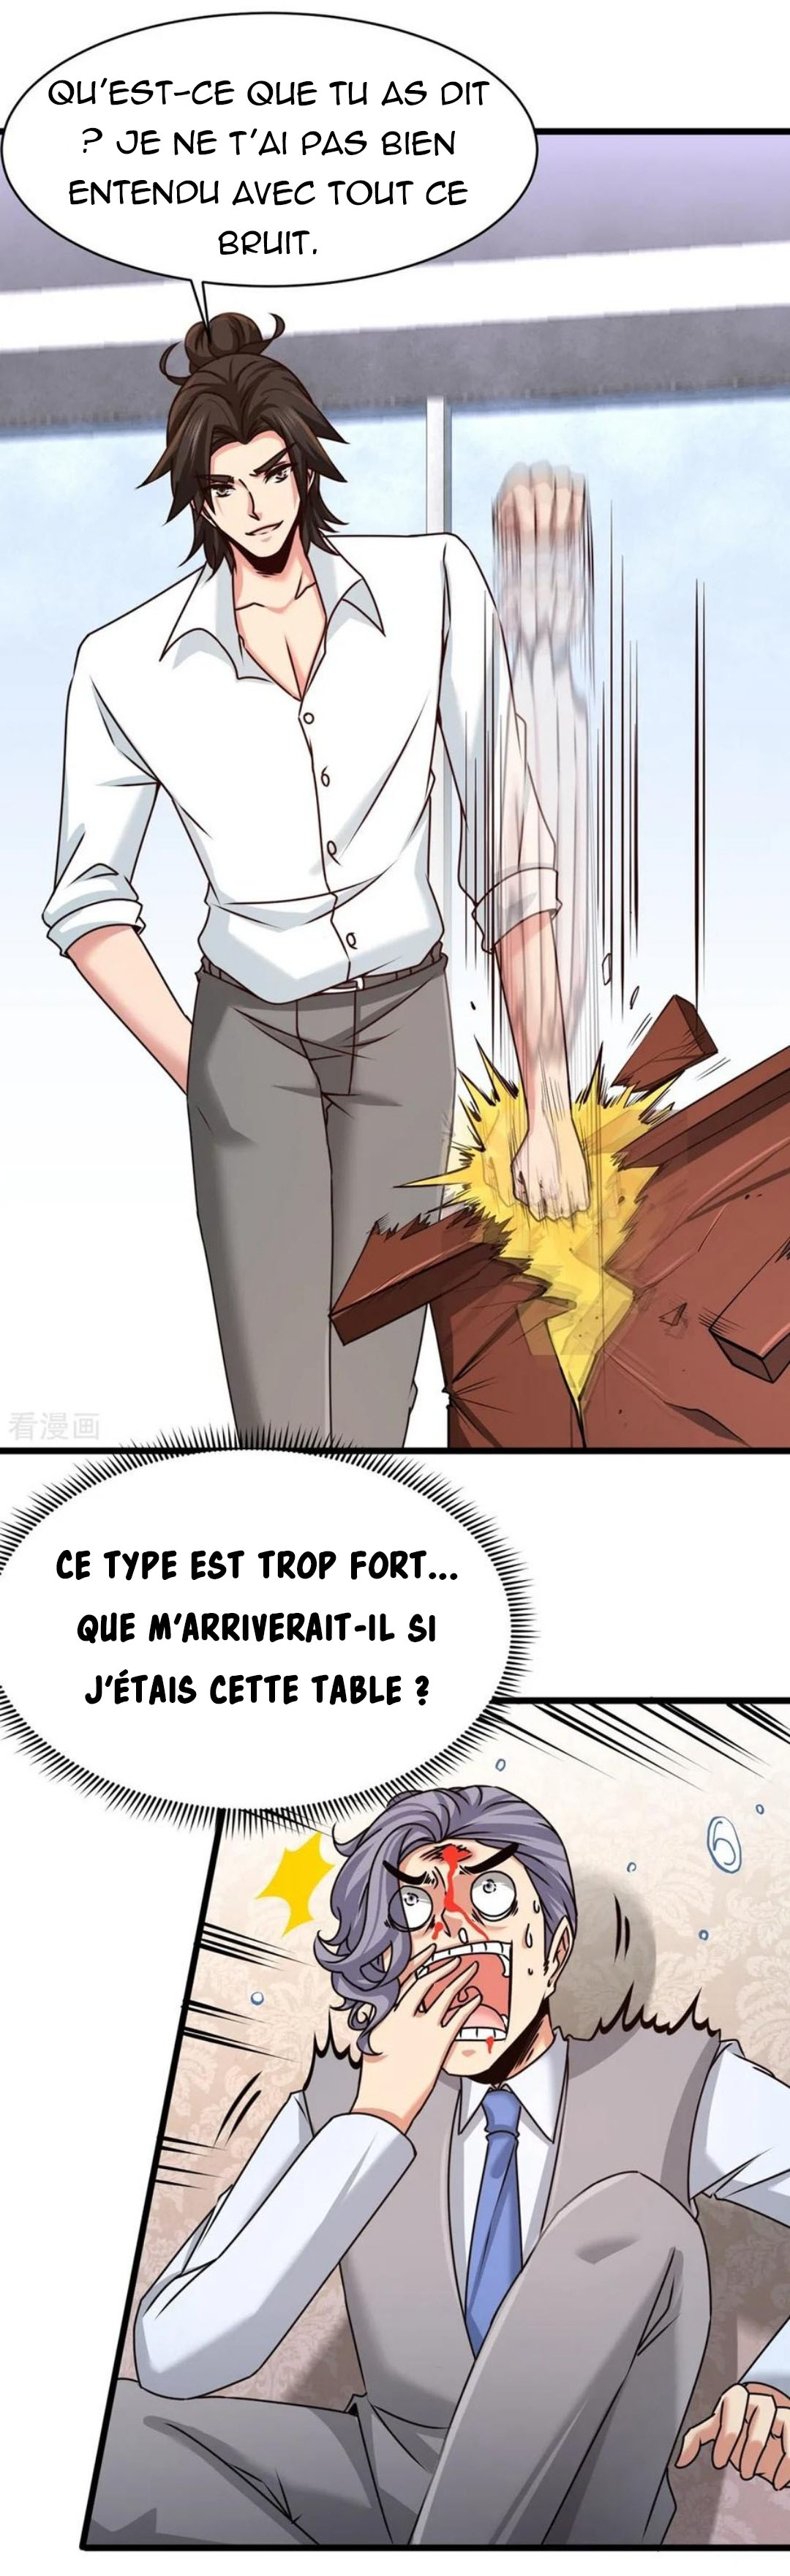 QU'EST-CE QUE TU AS DIT
? JE NE T'AI PAS BIEN
ENTENDU AVEC TOUT CE
BRUIT.
看漫画
CE TYPE EST TROP FORT...
QUE M'ARRIVERAIT-IL SI
J'ÉTAIS CETTE TABLE ?